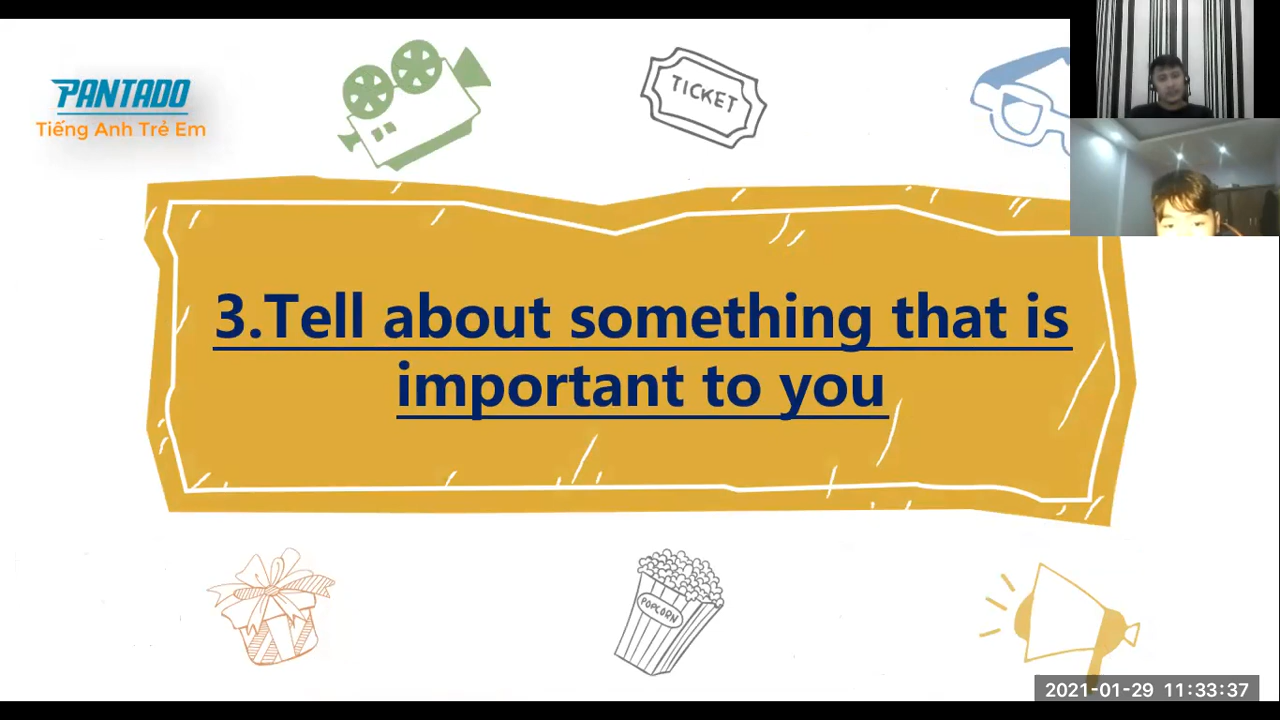 PANTADO
Tiếng Anh Trẻ Em
TICKET
3.Tell about something that is
important to you
POPCORN
2021-01-29 11:33:37